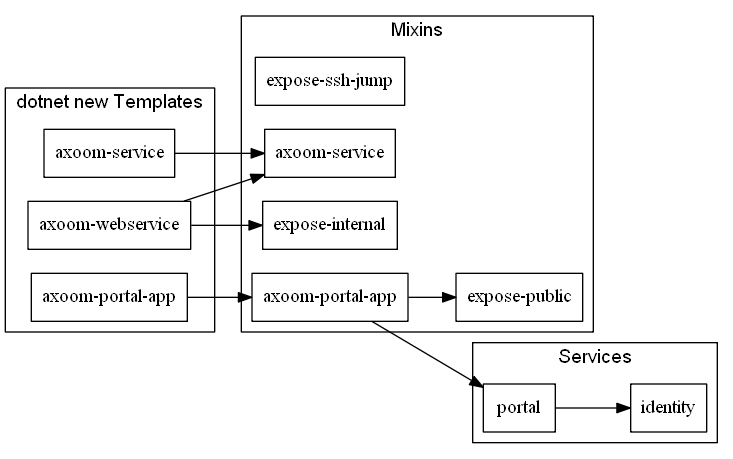 Mixins
expose-ssh-jump
dotnet new Templates
axoom-service
axoom-service
axoom-webservice
expose-internal
axoom-portal-app
axoom-portal-app
expose-public
Services
portal
identity